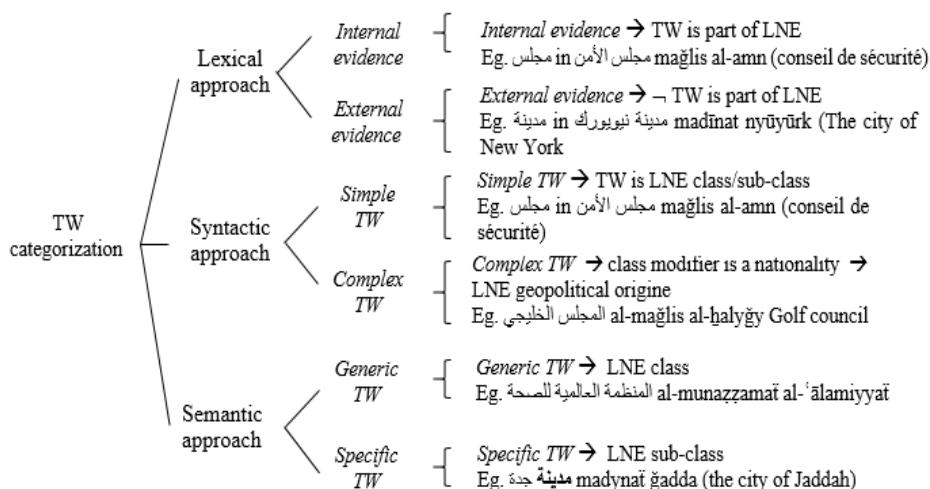 TW
categorization
Lexical
approach
Internal
evidence
Internal evidence → TW is part of LNE
Eg. مجلس in مجلس الأمن mağlis al-amn (conseil de sécurité)
External
evidence
External evidence → ¬ TW is part of LNE
Eg. مدينة in مدينة نيويورك madīnat nyūyūrk (The city of
New York
Syntactic
approach
Simple
TW
Simple TW → TW is LNE class/sub-class
Eg. مجلس in مجلس الأمن mağlis al-amn (conseil de
sécurité)
Complex
TW
Complex TW → class modifier is a nationality →
LNE geopolitical origine
Eg. المجلس الخليجي al-mağlis al-ḫalyğy Golf council
Semantic
approach
Generic
TW
Generic TW → LNE class
Eg. المنظمة العالمية للصحة al-munaẓẓamaẗ al-ʿālamiyyaẗ
Specific
TW
Specific TW → LNE sub-class
Eg. مدينة جدة madynaẗ ğadda (the city of Jaddah)